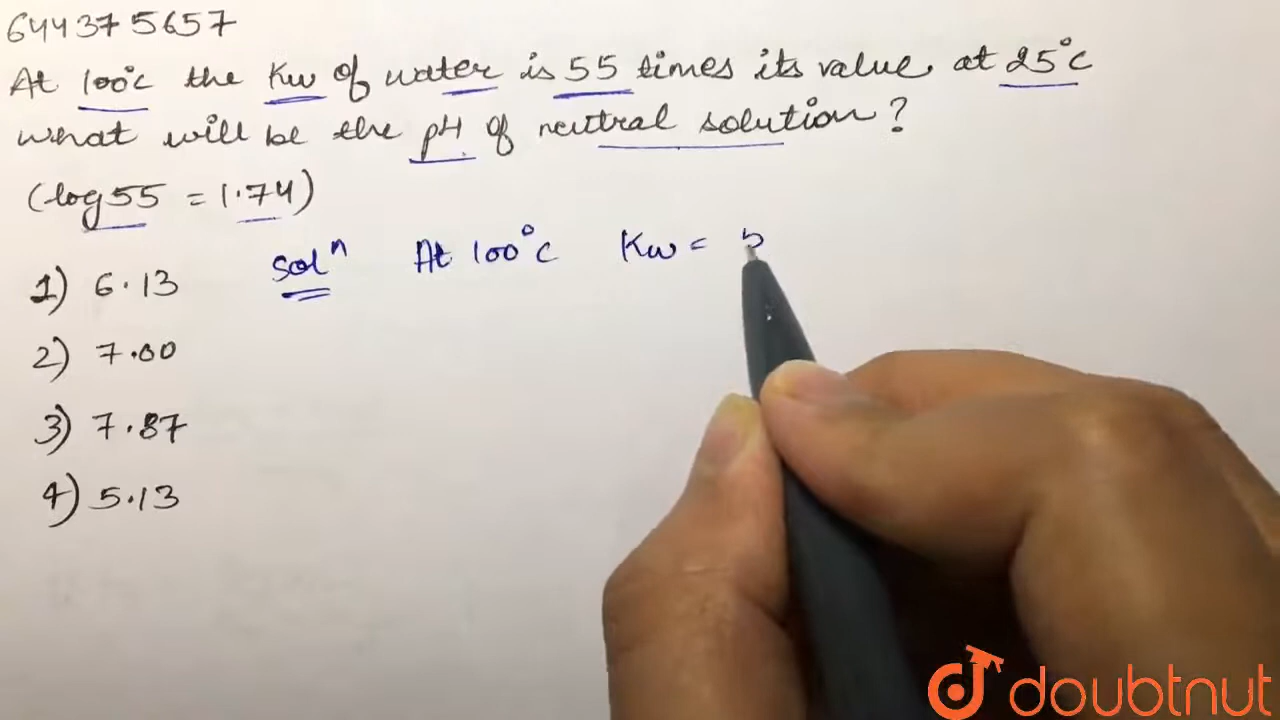 644375657
At 100°C the Kw of water is 55 times its value at 25°C
what will be the pH of neutral solution?
(log 55 = 1.74)
Solⁿ At 100°C Kw = 5
1) 6.13
2) 7.00
3) 7.87
4) 5.13
doubtnut